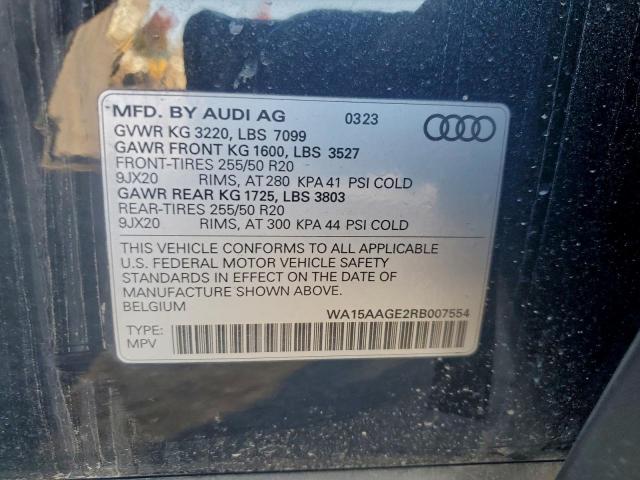 MFD. BY AUDI AG 03 23
GVWR KG 3220, LBS 7099
GAWR FRONT KG 1600, LBS 3527
FRONT-TIRES 255/50 R20
9JX20 RIMS, AT 280 KPA 41 PSI COLD
GAWR REAR KG 1725, LBS 3803
REAR-TIRES 255/50 R20
9JX20 RIMS, AT 300 KPA 44 PSI COLD
THIS VEHICLE CONFORMS TO ALL APPLICABLE
U.S. FEDERAL MOTOR VEHICLE SAFETY
STANDARDS IN EFFECT ON THE DATE OF
MANUFACTURE SHOWN ABOVE.
BELGIUM WA15AAGE2RB007554
TYPE:
MPV